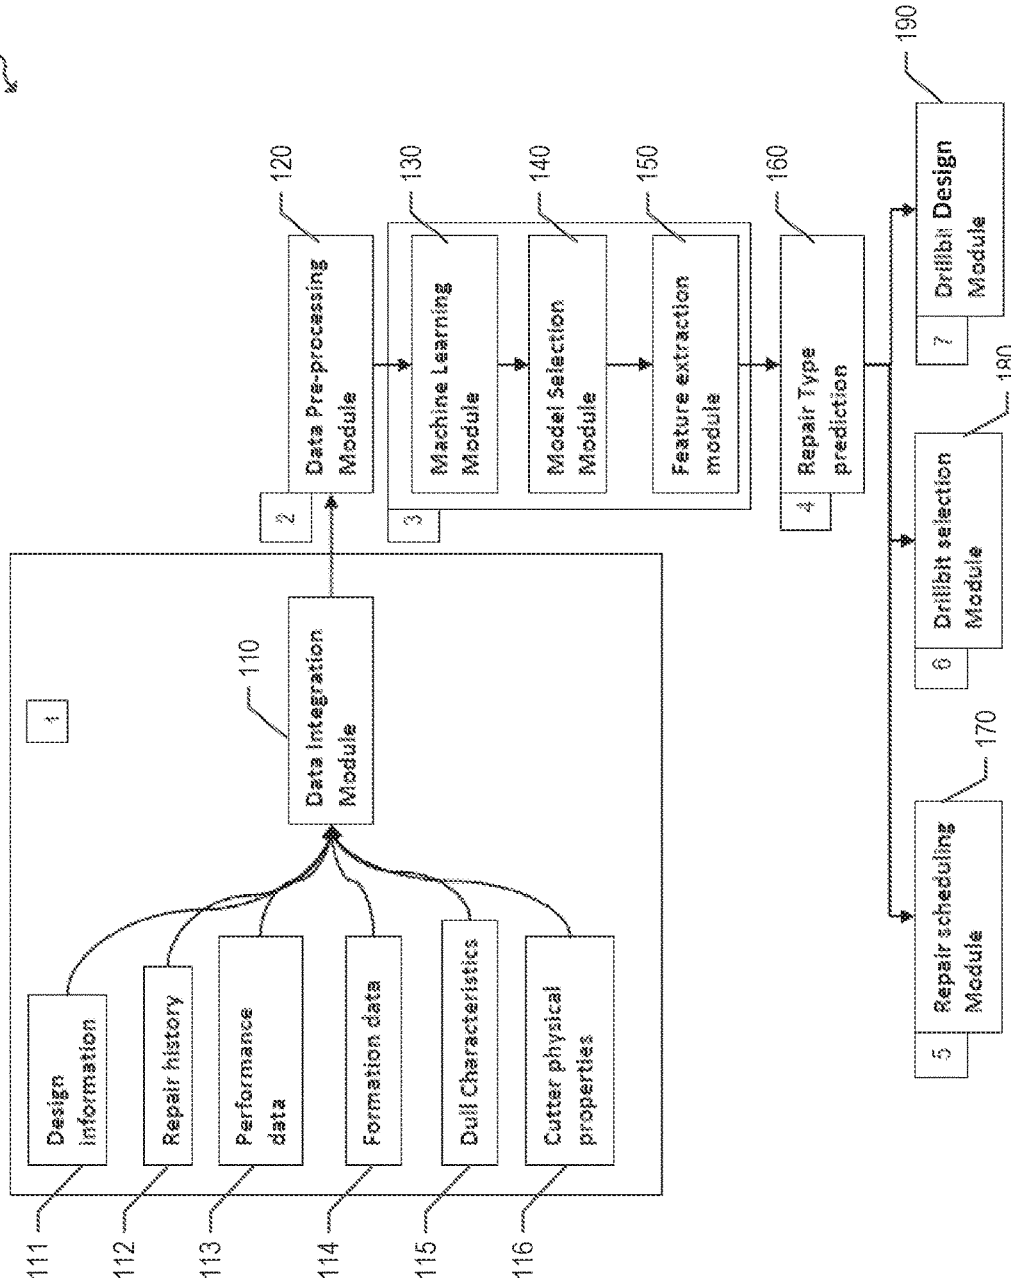 1
111
Design
information
112
Repair history
113
Performance
data
114
Formation data
115
Dull Characteristics
116
Cutter physical
properties
110
Data Integration
Module
2
120
Data Pre-processing
Module
3
130
Machine Learning
Module
140
Model Selection
Module
150
Feature extraction
module
4
160
Repair Type
prediction
5
170
Repair scheduling
Module
6
180
Drillbit selection
Module
7
190
Drillbit Design
Module